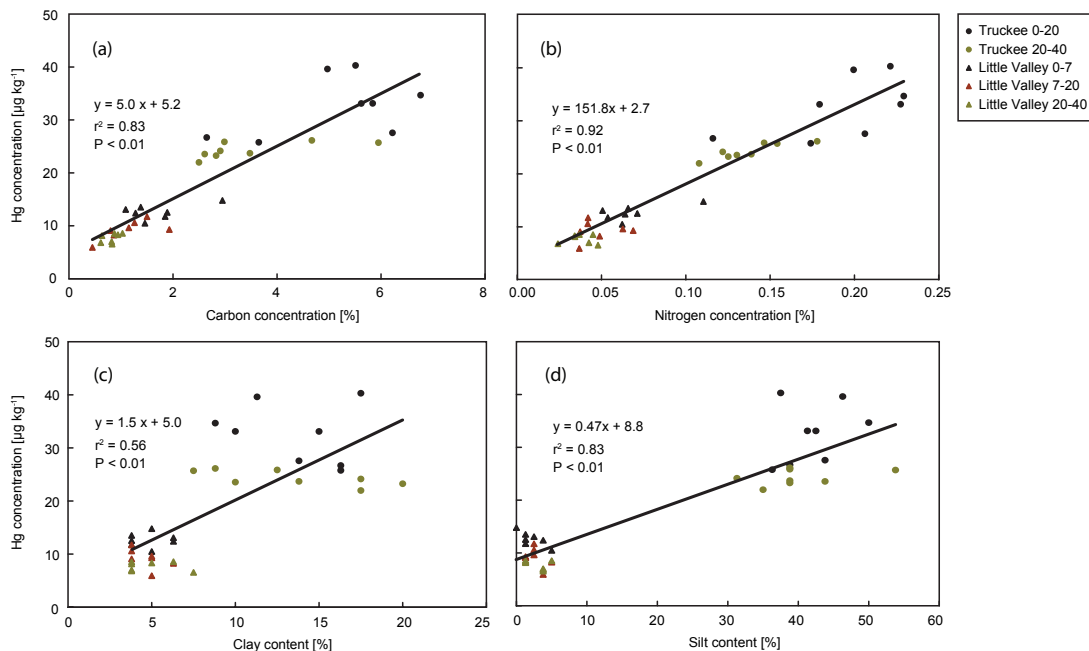 (a)
y = 5.0 x + 5.2
r² = 0.83
P < 0.01
Hg concentration [µg kg⁻¹]
50
40
30
20
10
0
0 2 4 6 8
Carbon concentration [%]
(b)
y = 151.8x + 2.7
r² = 0.92
P < 0.01
0.00 0.05 0.10 0.15 0.20 0.25
Nitrogen concentration [%]
Truckee 0-20
Truckee 20-40
Little Valley 0-7
Little Valley 7-20
Little Valley 20-40
(c)
y = 1.5 x + 5.0
r² = 0.56
P < 0.01
Hg concentration [µg kg⁻¹]
50
40
30
20
10
0
0 5 10 15 20 25
Clay content [%]
(d)
y = 0.47x + 8.8
r² = 0.83
P < 0.01
0 10 20 30 40 50 60
Silt content [%]